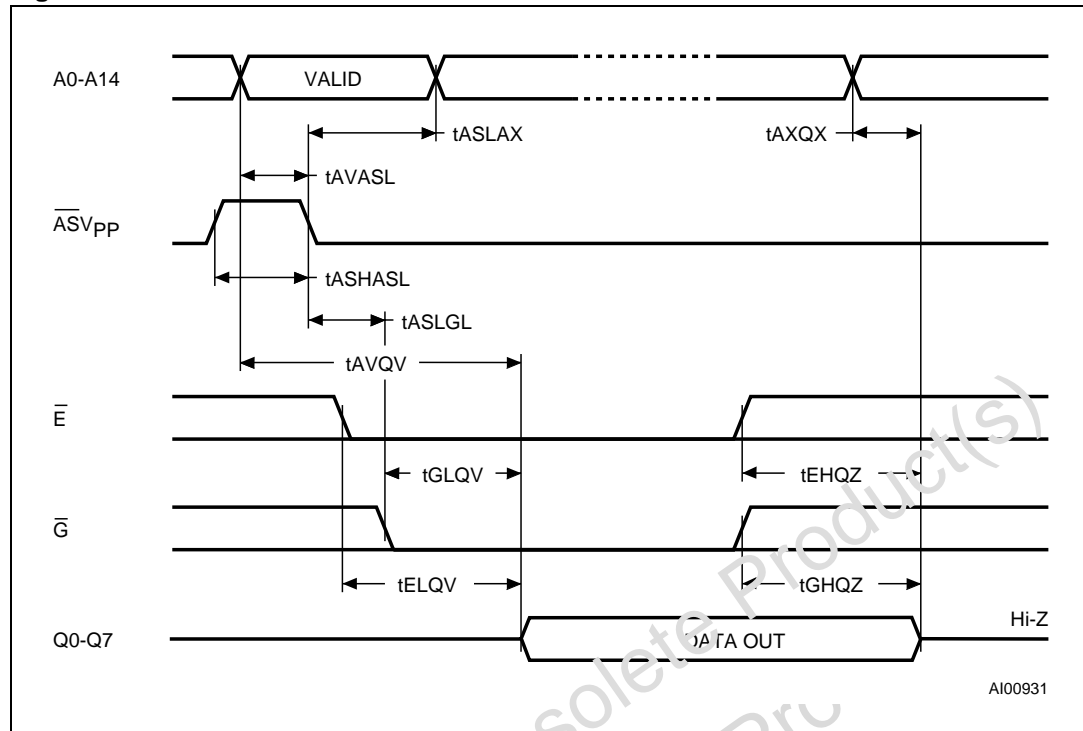 A0-A14
VALID
tASLAX
tAXQX
tAVASL
ASVPP
tASHASL
tASLGL
tAVQV
E
tGLQV
tEHQZ
G
tELQV
tGHQZ
Q0-Q7
DATA OUT
Hi-Z
AI00931
Product(s)